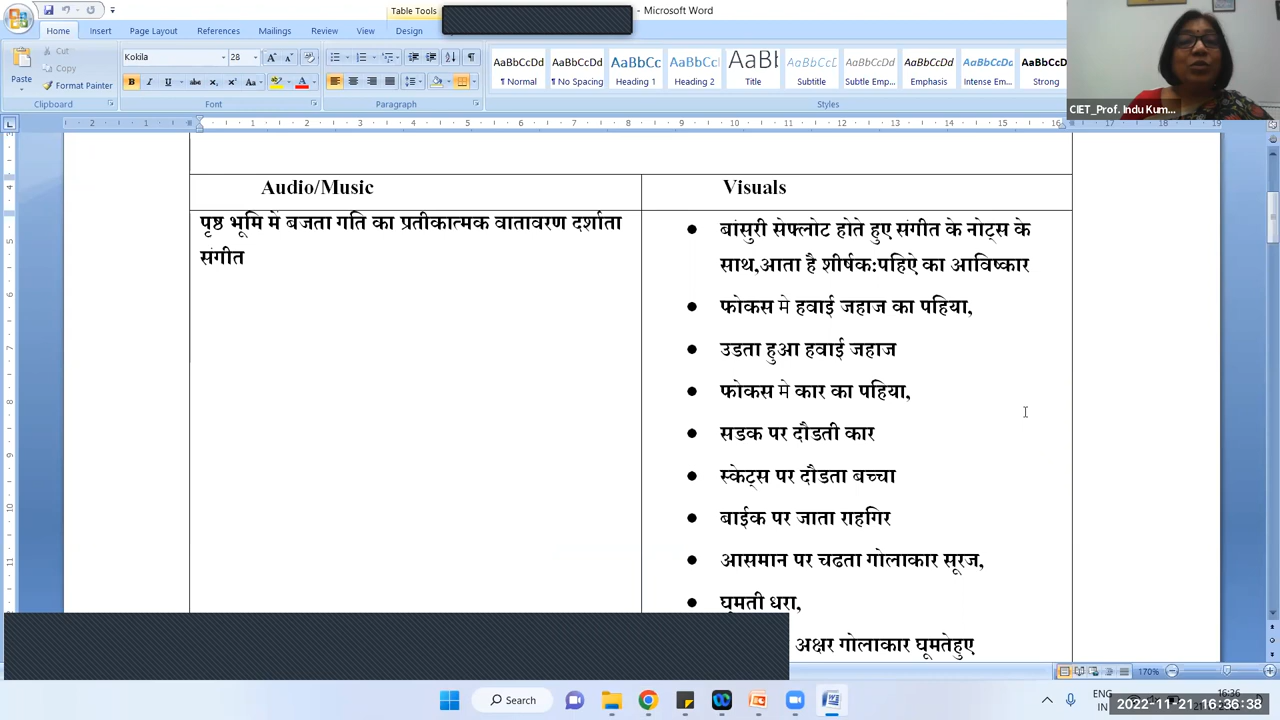 Table Tools
- Microsoft Word
Home Insert Page Layout References Mailings Review View Design
Cut
Copy
Paste
Format Painter
Clipboard
Kokila 28
Font
Paragraph
AaBbCcDd AaBbCcDd AaBbCc AaBbCc AaBbC AaBbCcDd AaBbCcDd AaBbCcDd AaBbCcDd AaBbCcD
¶ Normal ¶ No Spacing Heading 1 Heading 2 Title Subtitle Subtle Emp... Emphasis Intense Em... Strong
Styles
CIET_Prof. Indu Kum...
Audio/Music
Visuals
पृष्ठ भूमि में बजता गति का प्रतीकात्मक वातावरण दर्शाता
संगीत
• बांसुरी सेफ्लोट होते हुए संगीत के नोट्स के
साथ,आता है शीर्षक:पहिऐ का आविष्कार
• फोकस मे हवाई जहाज का पहिया,
• उडता हुआ हवाई जहाज
• फोकस मे कार का पहिया,
• सडक पर दौडती कार
• स्केट्स पर दौडता बच्चा
• बाईक पर जाता राहगिर
• आसमान पर चढता गोलाकार सूरज,
• घूमती धरा,
अक्षर गोलाकार घूमतेहुए
170%
Search
ENG
IN
16:36
2022-11-21 16:36:38